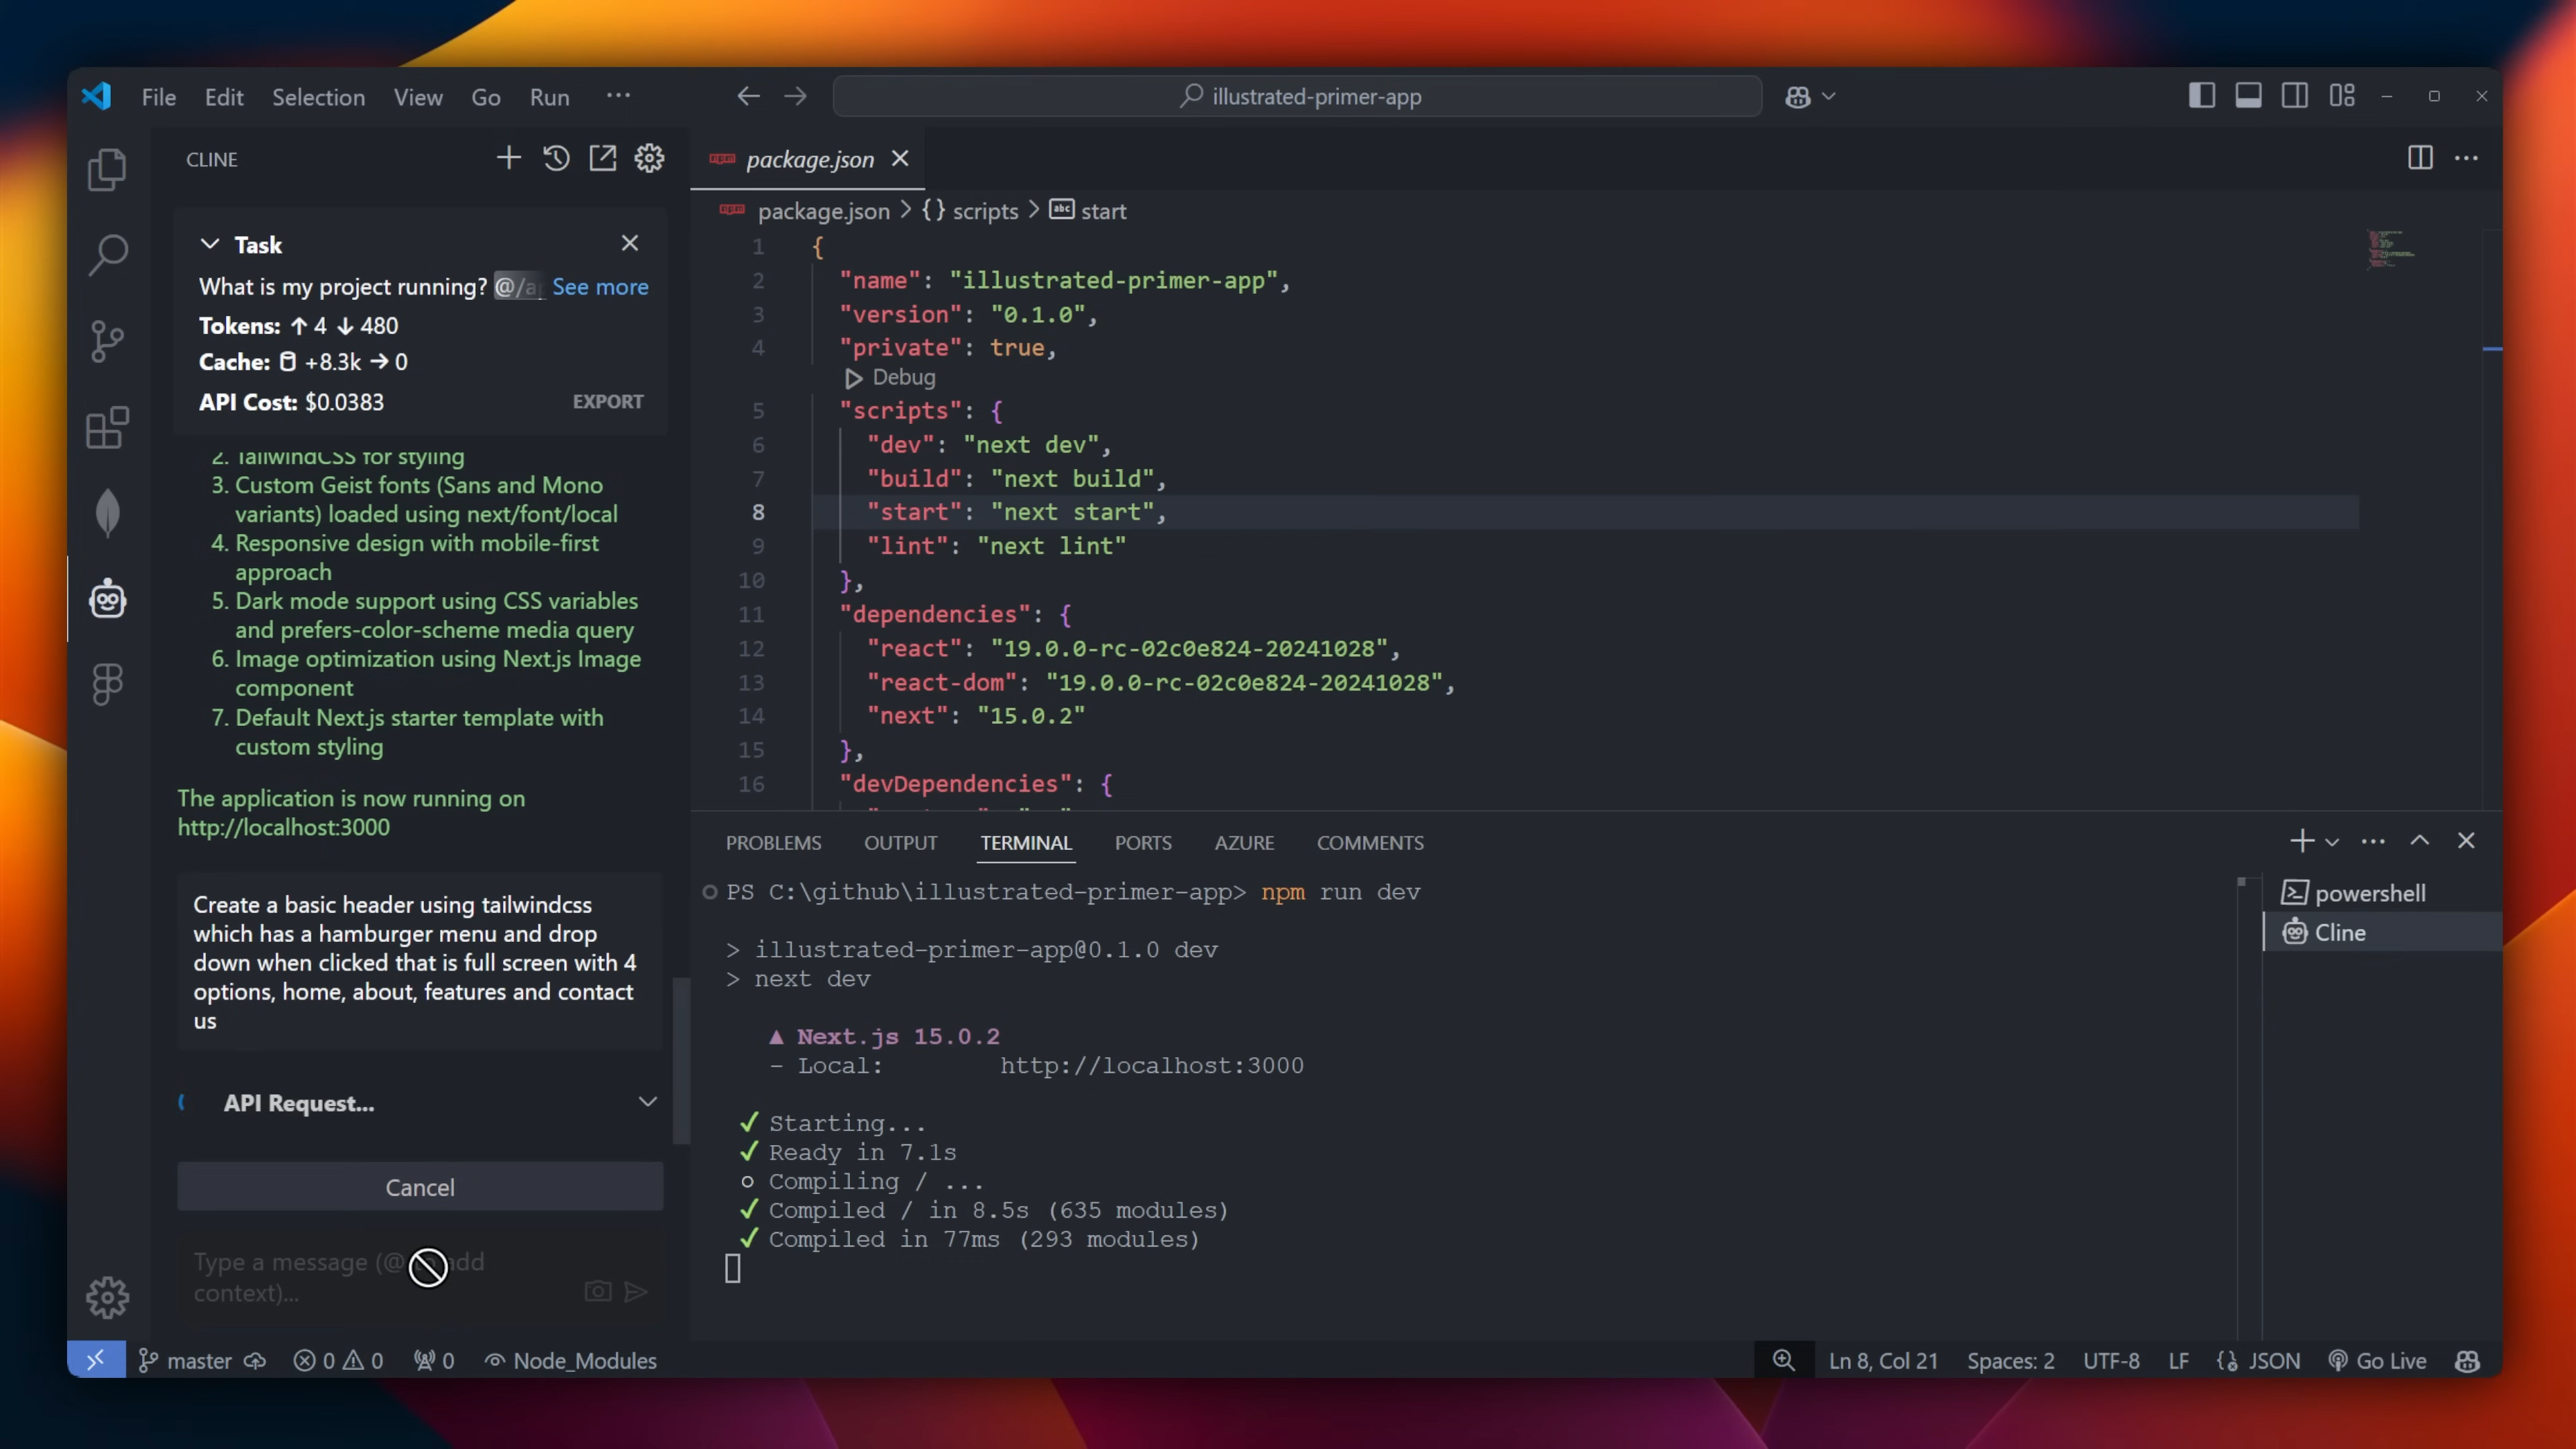 File Edit Selection View Go Run ···
illustrated-primer-app
CLINE
Task
What is my project running? @/a See more
Tokens: ↑ 4 ↓ 480
Cache: +8.3k → 0
API Cost: $0.0383 EXPORT
2. TailwindCSS for styling
3. Custom Geist fonts (Sans and Mono
variants) loaded using next/font/local
4. Responsive design with mobile-first
approach
5. Dark mode support using CSS variables
and prefers-color-scheme media query
6. Image optimization using Next.js Image
component
7. Default Next.js starter template with
custom styling
The application is now running on
http://localhost:3000
Create a basic header using tailwindcss
which has a hamburger menu and drop
down when clicked that is full screen with 4
options, home, about, features and contact
us
API Request...
Cancel
Type a message (@ add
context)...
package.json
package.json > {} scripts > abc start
1 {
2 "name": "illustrated-primer-app",
3 "version": "0.1.0",
4 "private": true,
Debug
5 "scripts": {
6 "dev": "next dev",
7 "build": "next build",
8 "start": "next start",
9 "lint": "next lint"
10 },
11 "dependencies": {
12 "react": "19.0.0-rc-02c0e824-20241028",
13 "react-dom": "19.0.0-rc-02c0e824-20241028",
14 "next": "15.0.2"
15 },
16 "devDependencies": {
PROBLEMS OUTPUT TERMINAL PORTS AZURE COMMENTS
PS C:\github\illustrated-primer-app> npm run dev
> illustrated-primer-app@0.1.0 dev
> next dev
▲ Next.js 15.0.2
- Local: http://localhost:3000
✓ Starting...
✓ Ready in 7.1s
○ Compiling / ...
✓ Compiled / in 8.5s (635 modules)
✓ Compiled in 77ms (293 modules)
powershell
Cline
master 0 0 0 Node_Modules
Ln 8, Col 21 Spaces: 2 UTF-8 LF {} JSON Go Live